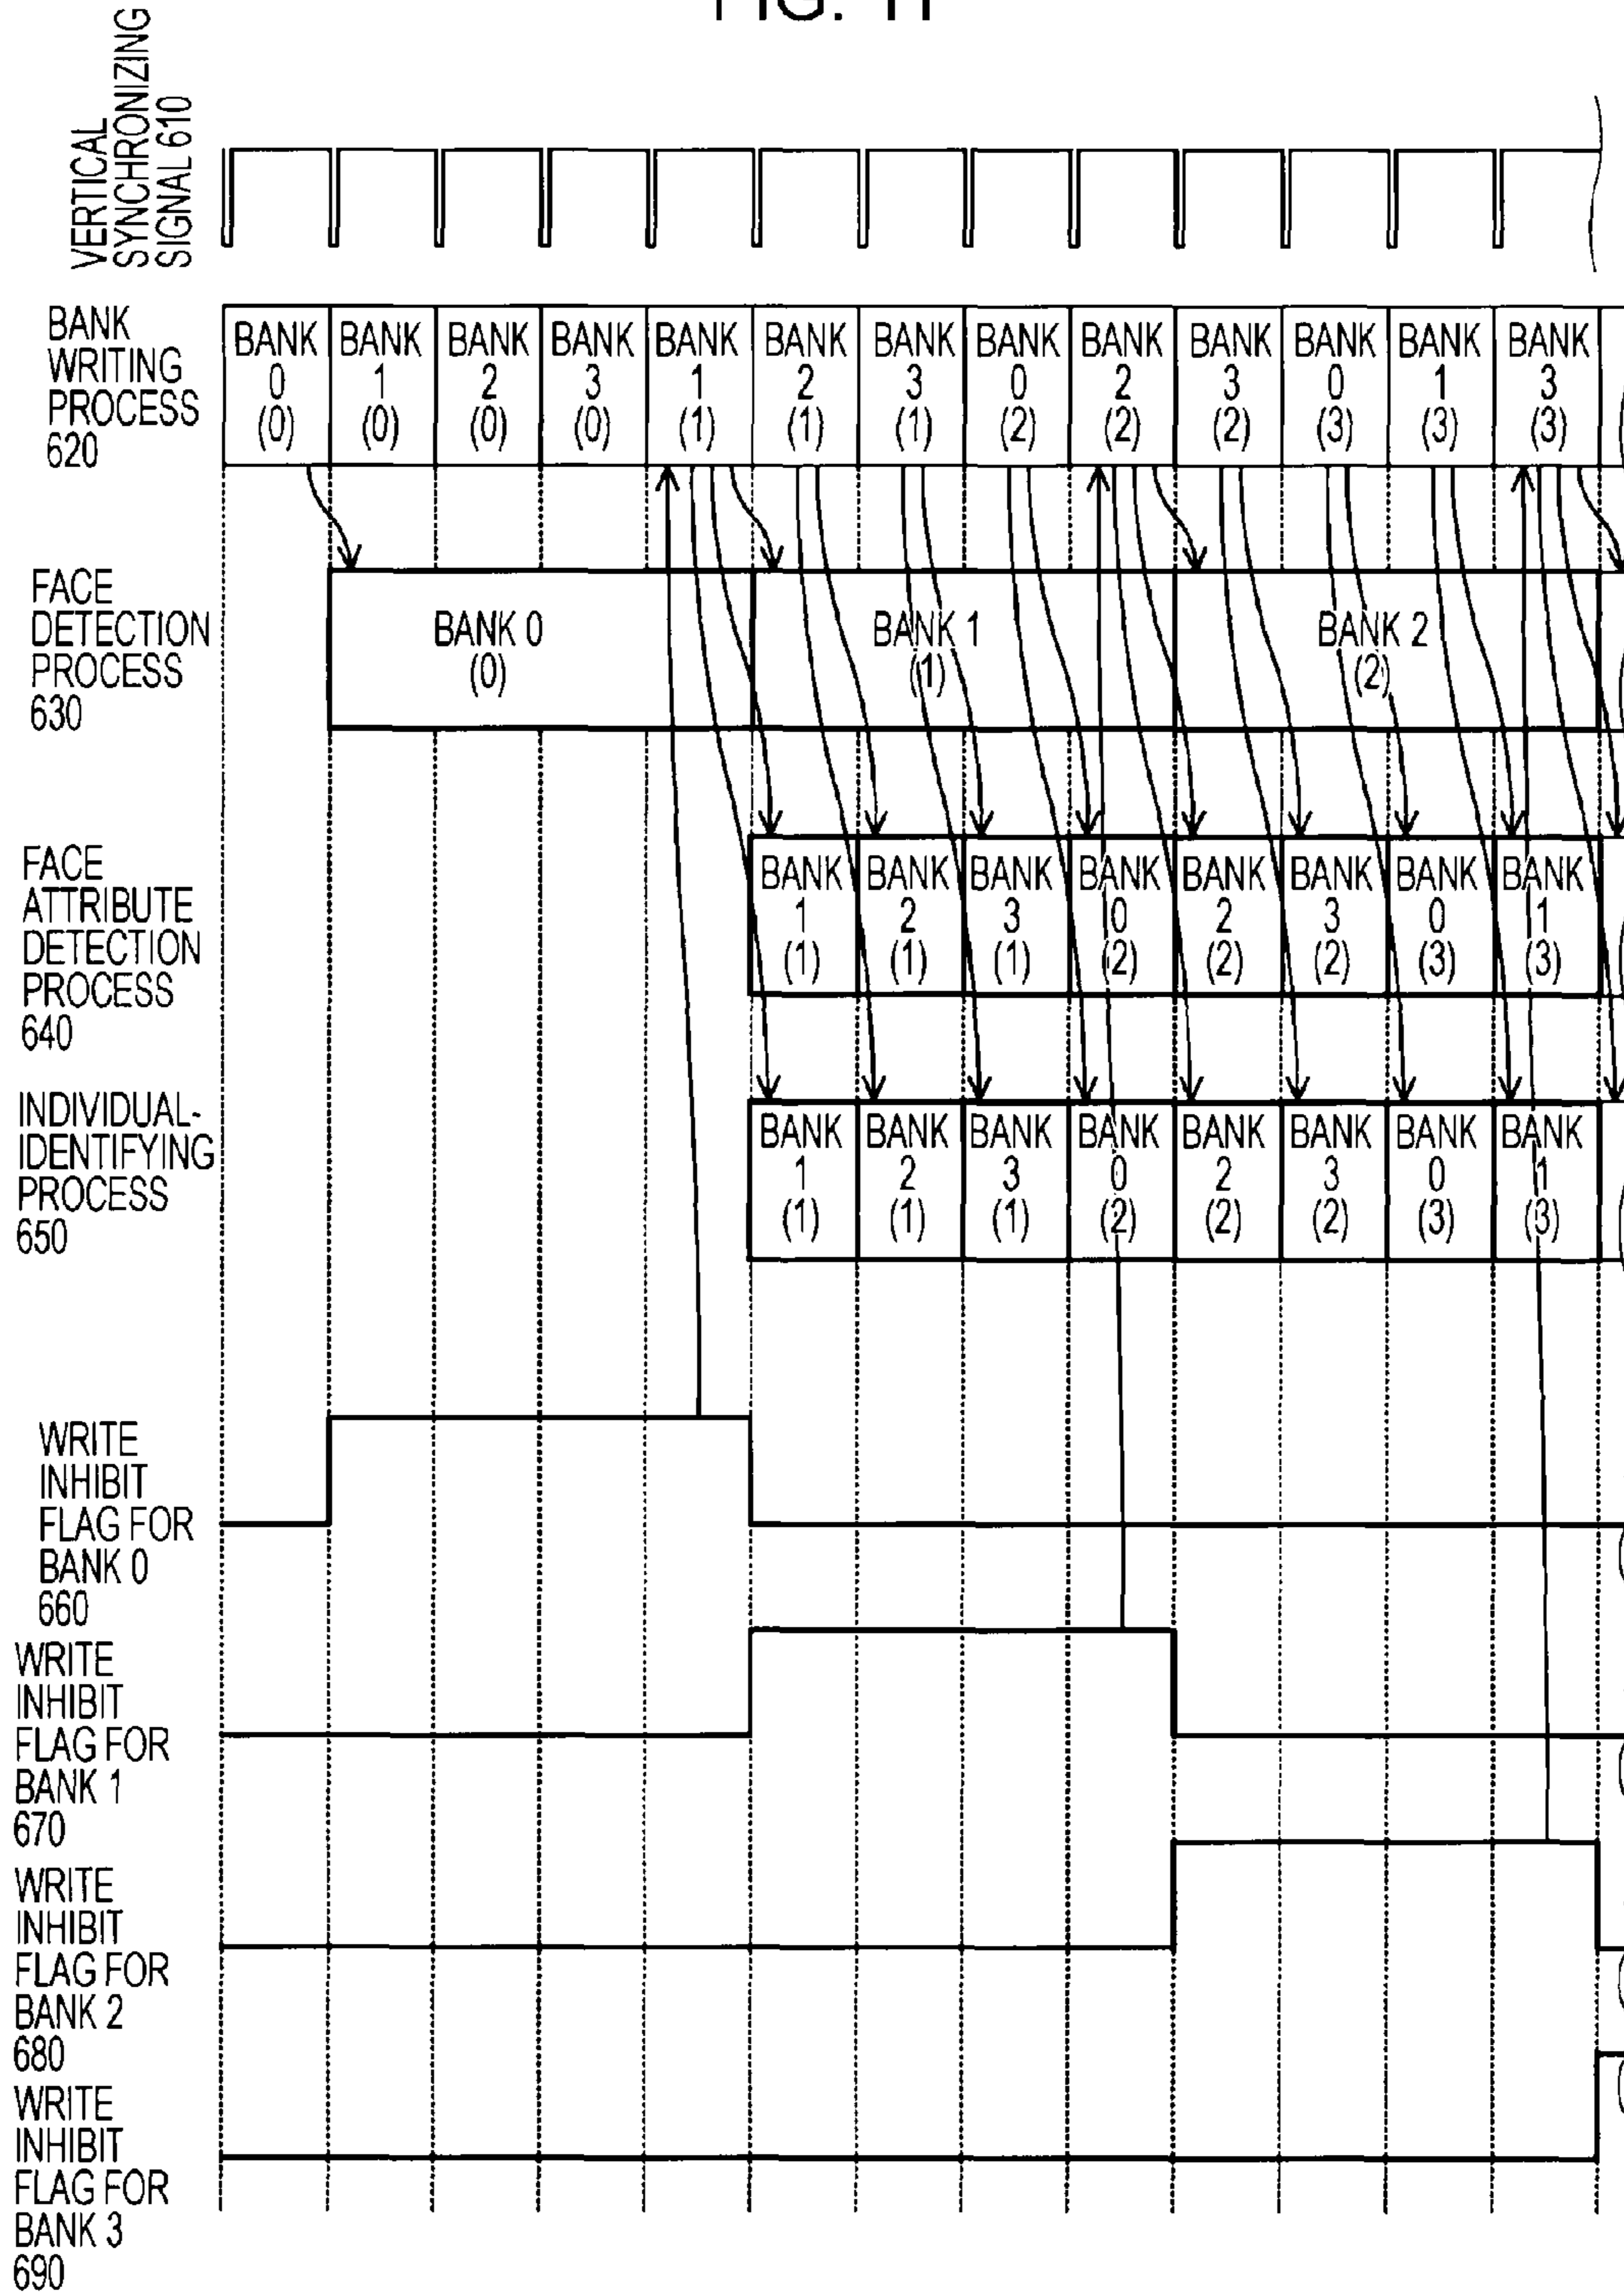 FIG. 11
VERTICAL
SYNCHRONIZING
SIGNAL 610
BANK
WRITING
PROCESS
620
BANK 0 (0)
BANK 1 (0)
BANK 2 (0)
BANK 3 (0)
BANK 1 (1)
BANK 2 (1)
BANK 3 (1)
BANK 0 (2)
BANK 2 (2)
BANK 3 (2)
BANK 0 (3)
BANK 1 (3)
BANK 3 (3)
FACE
DETECTION
PROCESS
630
BANK 0
(0)
BANK 1
(1)
BANK 2
(2)
FACE
ATTRIBUTE
DETECTION
PROCESS
640
BANK 1 (1)
BANK 2 (1)
BANK 3 (1)
BANK 0 (2)
BANK 2 (2)
BANK 3 (2)
BANK 0 (3)
BANK 1 (3)
INDIVIDUAL-
IDENTIFYING
PROCESS
650
BANK 1 (1)
BANK 2 (1)
BANK 3 (1)
BANK 0 (2)
BANK 2 (2)
BANK 3 (2)
BANK 0 (3)
BANK 1 (3)
WRITE
INHIBIT
FLAG FOR
BANK 0
660
WRITE
INHIBIT
FLAG FOR
BANK 1
670
WRITE
INHIBIT
FLAG FOR
BANK 2
680
WRITE
INHIBIT
FLAG FOR
BANK 3
690